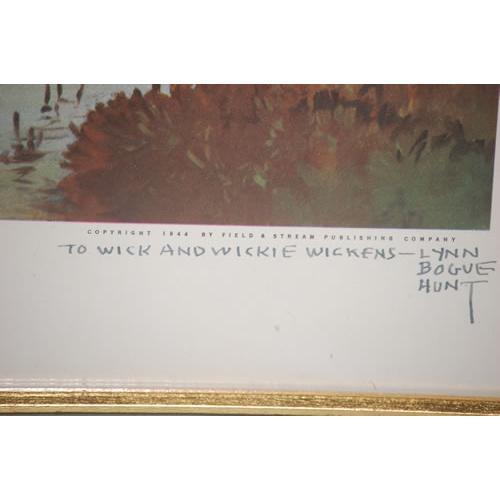 COPYRIGHT 1944 BY FIELD & STREAM PUBLISHING COMPANY
TO WICK AND WICKIE WICKENS — LYNN
BOGUE
HUNT